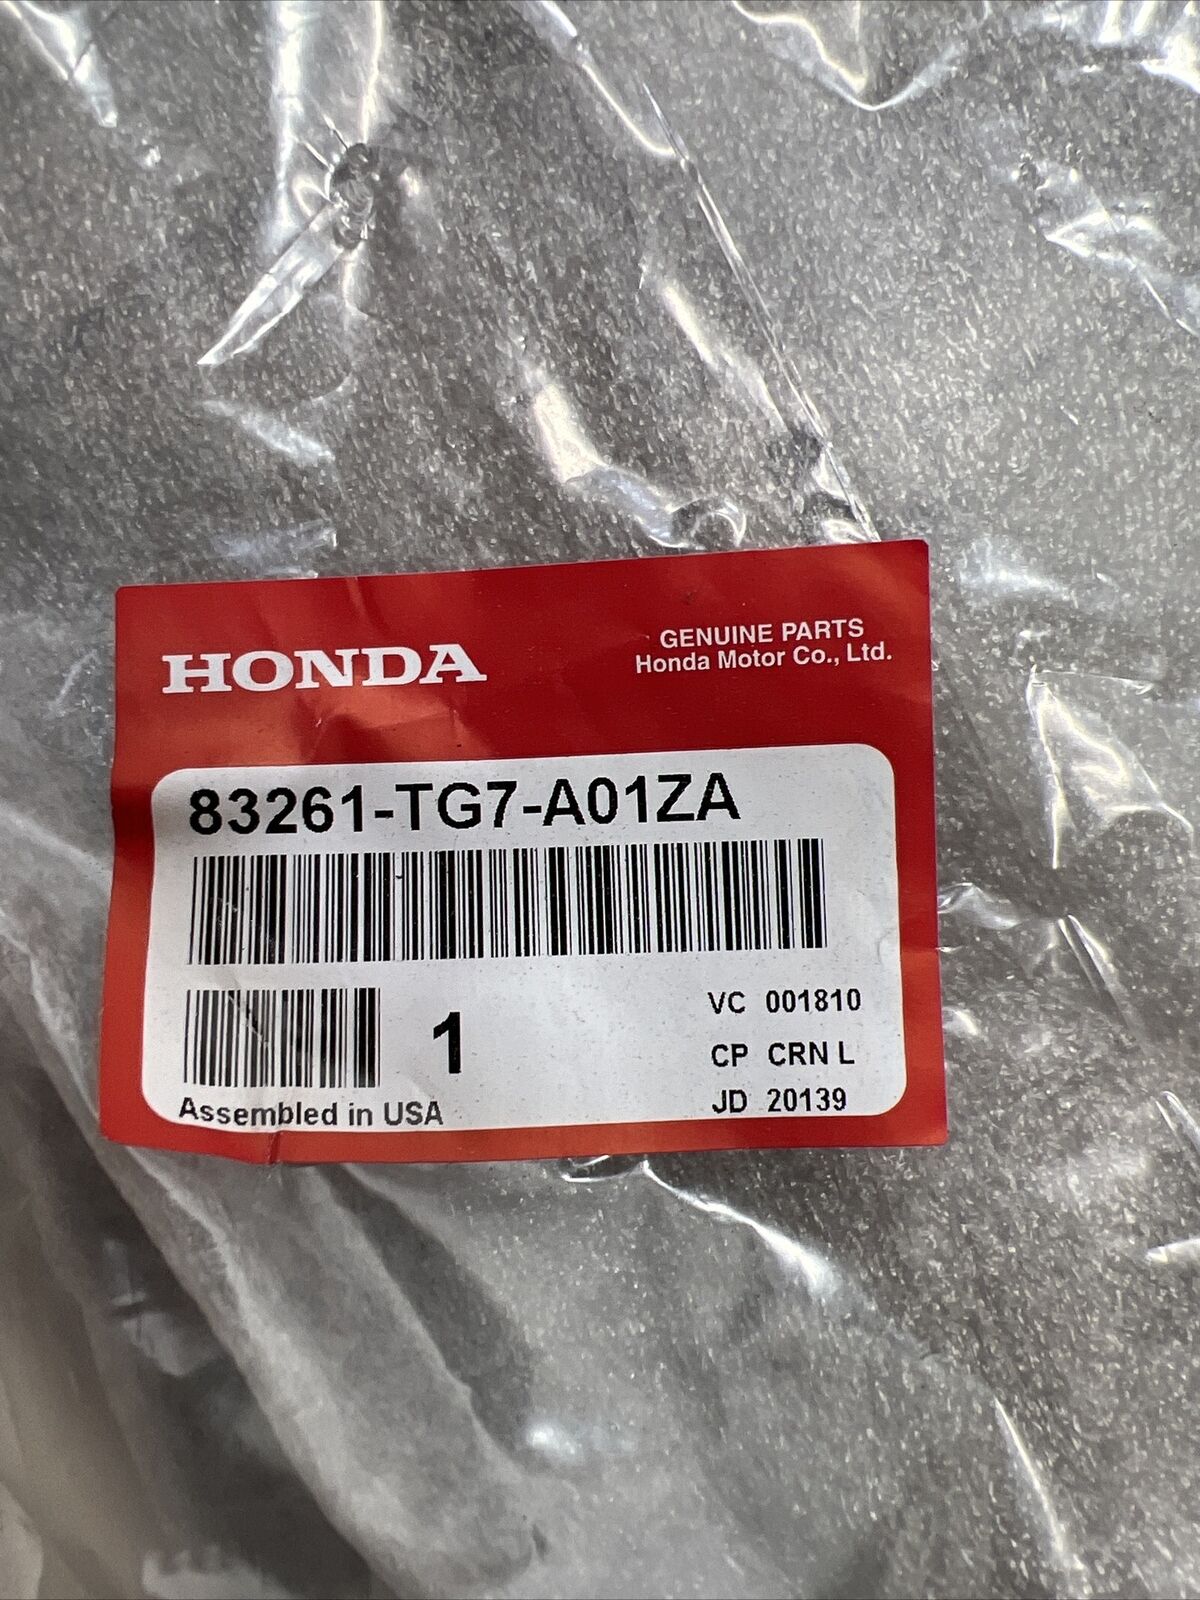 HONDA
GENUINE PARTS
Honda Motor Co., Ltd.
83261-TG7-A01ZA
1
VC 001810
CP CRN L
JD 20139
Assembled in USA